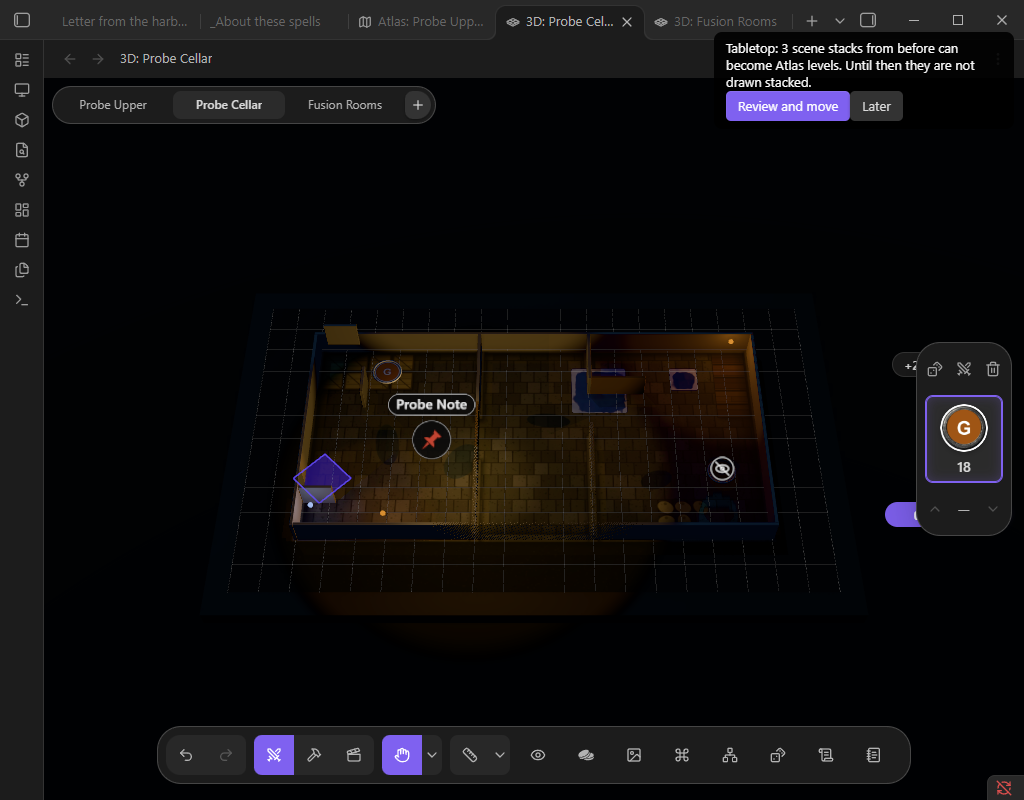 Letter from the harb...
_About these spells
Atlas: Probe Upp...
3D: Probe Cel...
3D: Fusion Rooms
3D: Probe Cellar
Tabletop: 3 scene stacks from before can
become Atlas levels. Until then they are not
drawn stacked.
Review and move
Later
Probe Upper
Probe Cellar
Fusion Rooms
G
Probe Note
+2
G
18